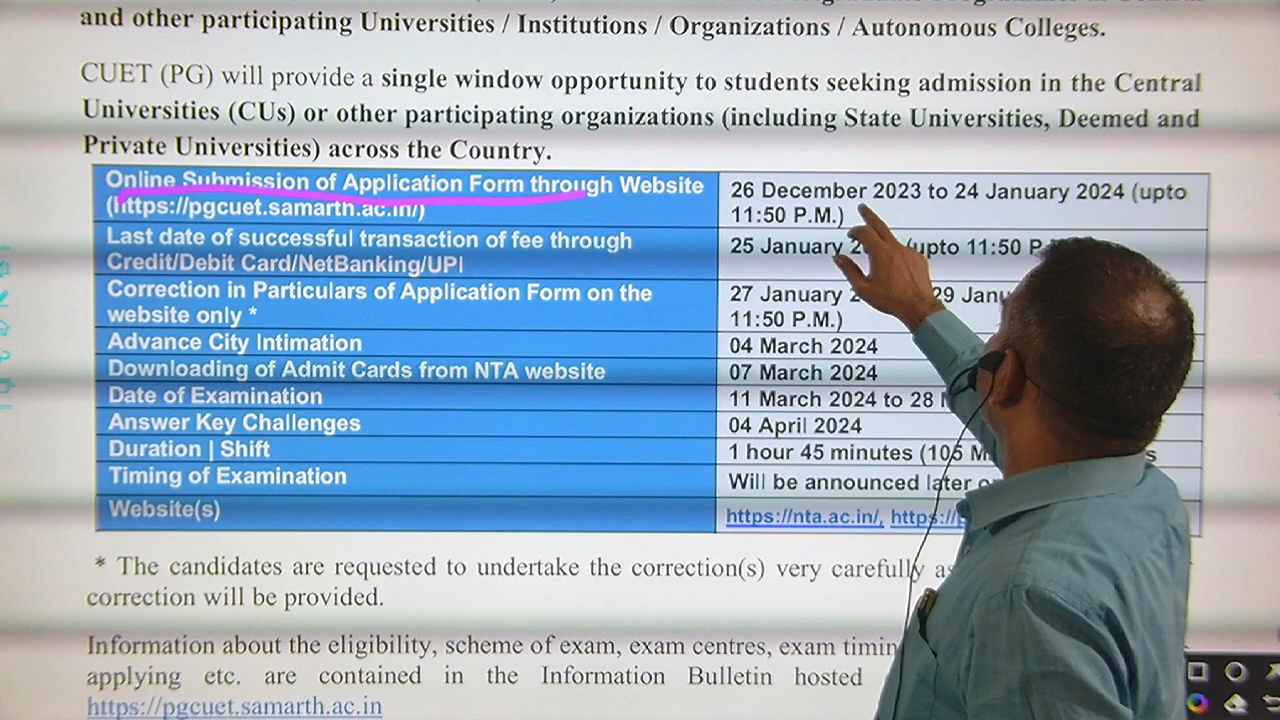 and other participating Universities / Institutions / Organizations / Autonomous Colleges.
CUET (PG) will provide a single window opportunity to students seeking admission in the Central
Universities (CUs) or other participating organizations (including State Universities, Deemed and
Private Universities) across the Country.
Online Submission of Application Form through Website
(https://pgcuet.samarth.ac.in/)
26 December 2023 to 24 January 2024 (upto
11:50 P.M.)
Last date of successful transaction of fee through
Credit/Debit Card/NetBanking/UPI
25 January (upto 11:50
Correction in Particulars of Application Form on the
website only *
27 January 29
11:50 P.M.)
Advance City Intimation
04 March 2024
Downloading of Admit Cards from NTA website
07 March 2024
Date of Examination
11 March 2024 to 28
Answer Key Challenges
04 April 2024
Duration | Shift
1 hour 45 minutes (105
Timing of Examination
Will be announced later
Website(s)
https://nta.ac.in/,
* The candidates are requested to undertake the correction(s) very carefully
correction will be provided.
Information about the eligibility, scheme of exam, exam centres, exam
applying etc. are contained in the Information Bulletin hosted
https://pgcuet.samarth.ac.in